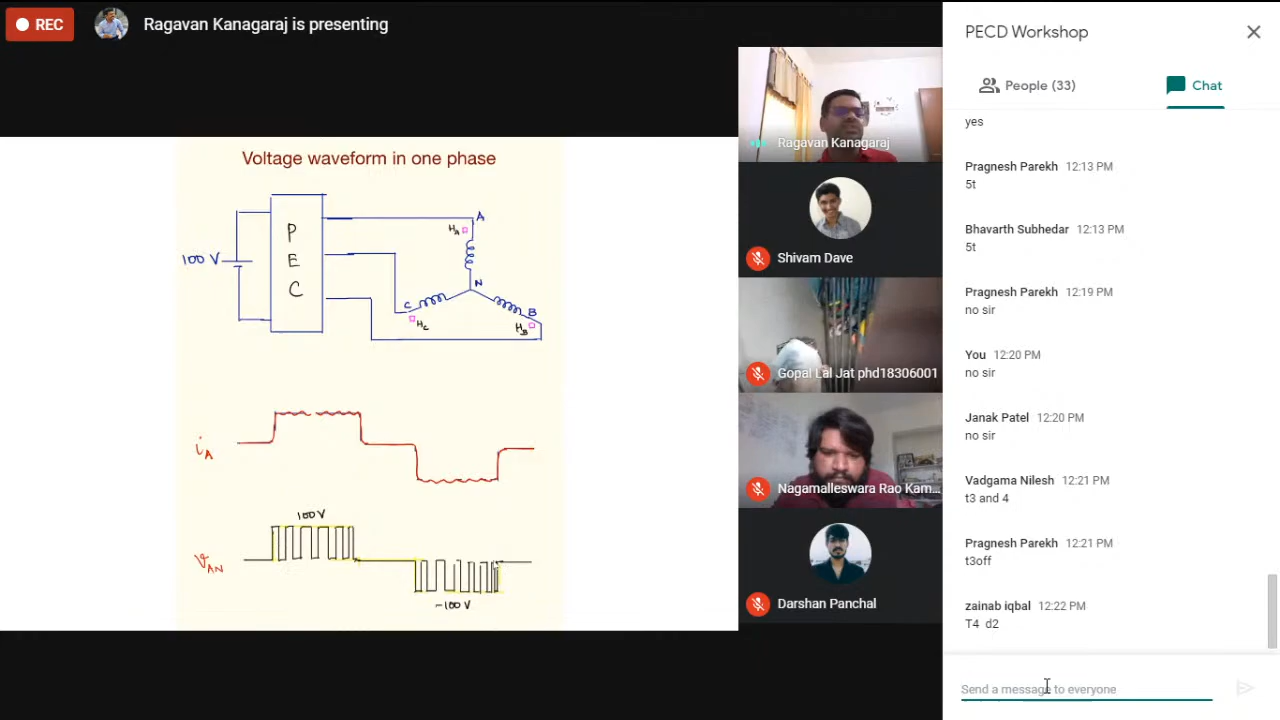 REC
Ragavan Kanagaraj is presenting
Voltage waveform in one phase
100 V
P
E
C
A
HA
N
C
HC
B
HB
iA
100V
VAN
-100 V
Ragavan Kanagaraj
Shivam Dave
Gopal Lal Jat phd18306001
Nagamalleswara Rao Kam...
Darshan Panchal
PECD Workshop
People (33)
Chat
yes
Pragnesh Parekh 12:13 PM
5t
Bhavarth Subhedar 12:13 PM
5t
Pragnesh Parekh 12:19 PM
no sir
You 12:20 PM
no sir
Janak Patel 12:20 PM
no sir
Vadgama Nilesh 12:21 PM
t3 and 4
Pragnesh Parekh 12:21 PM
t3off
zainab iqbal 12:22 PM
T4 d2
Send a message to everyone